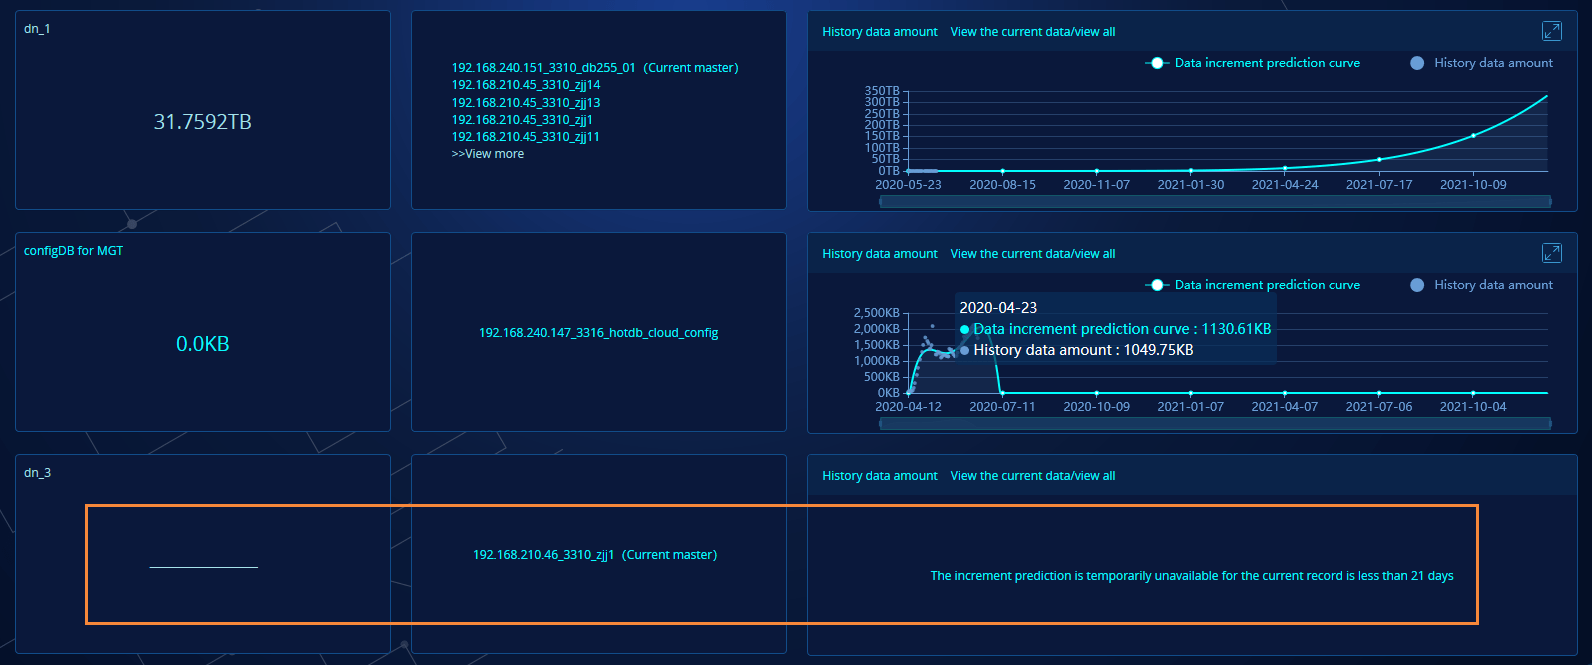 dn_1
31.7592TB
192.168.240.151_3310_db255_01 (Current master)
192.168.210.45_3310_zjj14
192.168.210.45_3310_zjj13
192.168.210.45_3310_zjj1
192.168.210.45_3310_zjj11
>>View more
History data amount View the current data/view all
Data increment prediction curve History data amount
350TB
300TB
250TB
200TB
150TB
100TB
50TB
0TB
2020-05-23 2020-08-15 2020-11-07 2021-01-30 2021-04-24 2021-07-17 2021-10-09
configDB for MGT
0.0KB
192.168.240.147_3316_hotdb_cloud_config
History data amount View the current data/view all
Data increment prediction curve History data amount
2020-04-23
Data increment prediction curve : 1130.61KB
History data amount : 1049.75KB
2,500KB
2,000KB
1,500KB
1,000KB
500KB
0KB
2020-04-12 2020-07-11 2020-10-09 2021-01-07 2021-04-07 2021-07-06 2021-10-04
dn_3
192.168.210.46_3310_zjj1 (Current master)
History data amount View the current data/view all
The increment prediction is temporarily unavailable for the current record is less than 21 days